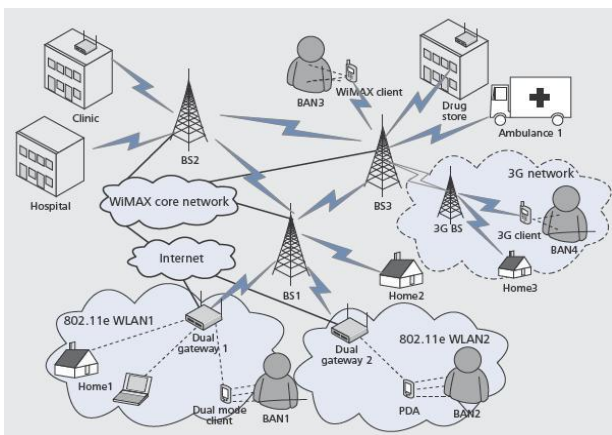 Clinic
Hospital
BS2
BAN3
WiMAX client
Drug
store
Ambulance 1
BS3
WiMAX core network
Internet
BS1
3G network
3G BS
3G client
BAN4
Home2
Home3
802.11e WLAN1
Dual
gateway 1
Home1
Dual mode
client
BAN1
Dual
gateway 2
802.11e WLAN2
PDA
BAN2